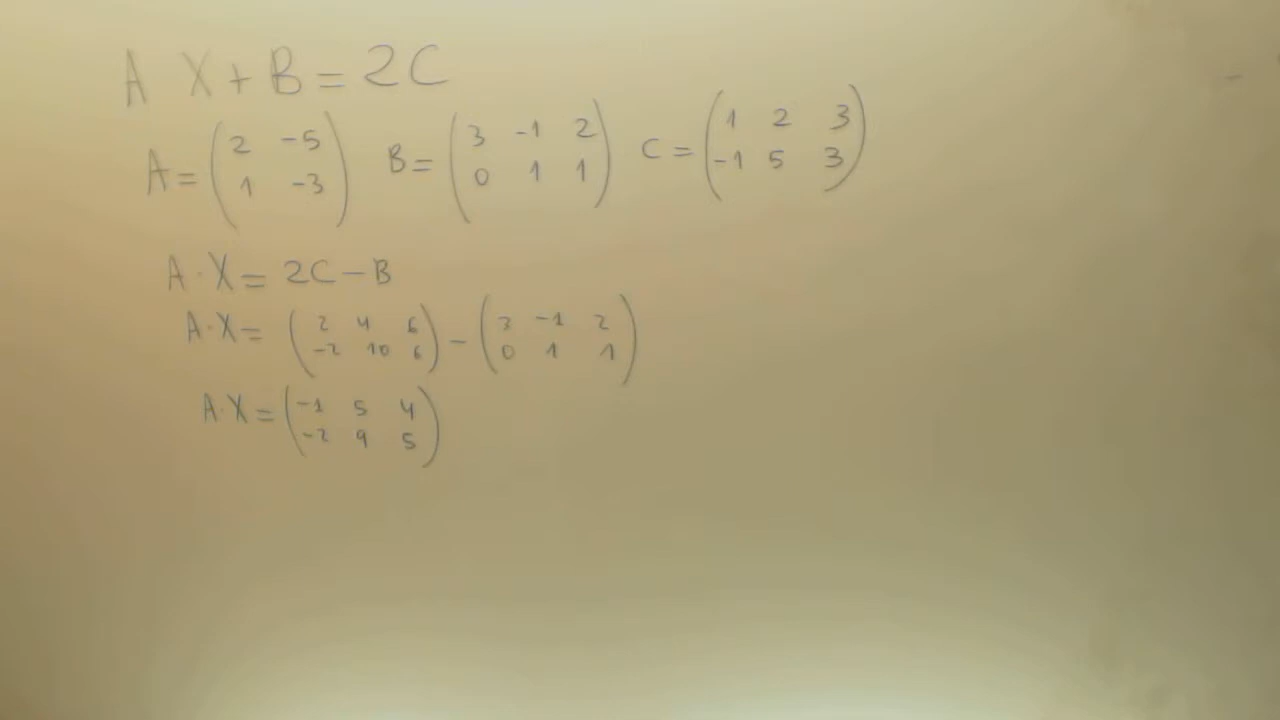 A X + B = 2C
A = ( 2 -5 ; 1 -3 ) B = ( 3 -1 2 ; 0 1 1 ) C = ( 1 2 3 ; -1 5 3 )
A · X = 2C - B
A · X = ( 2 4 6 ; -2 10 6 ) - ( 3 -1 2 ; 0 1 1 )
A · X = ( -1 5 4 ; -2 9 5 )